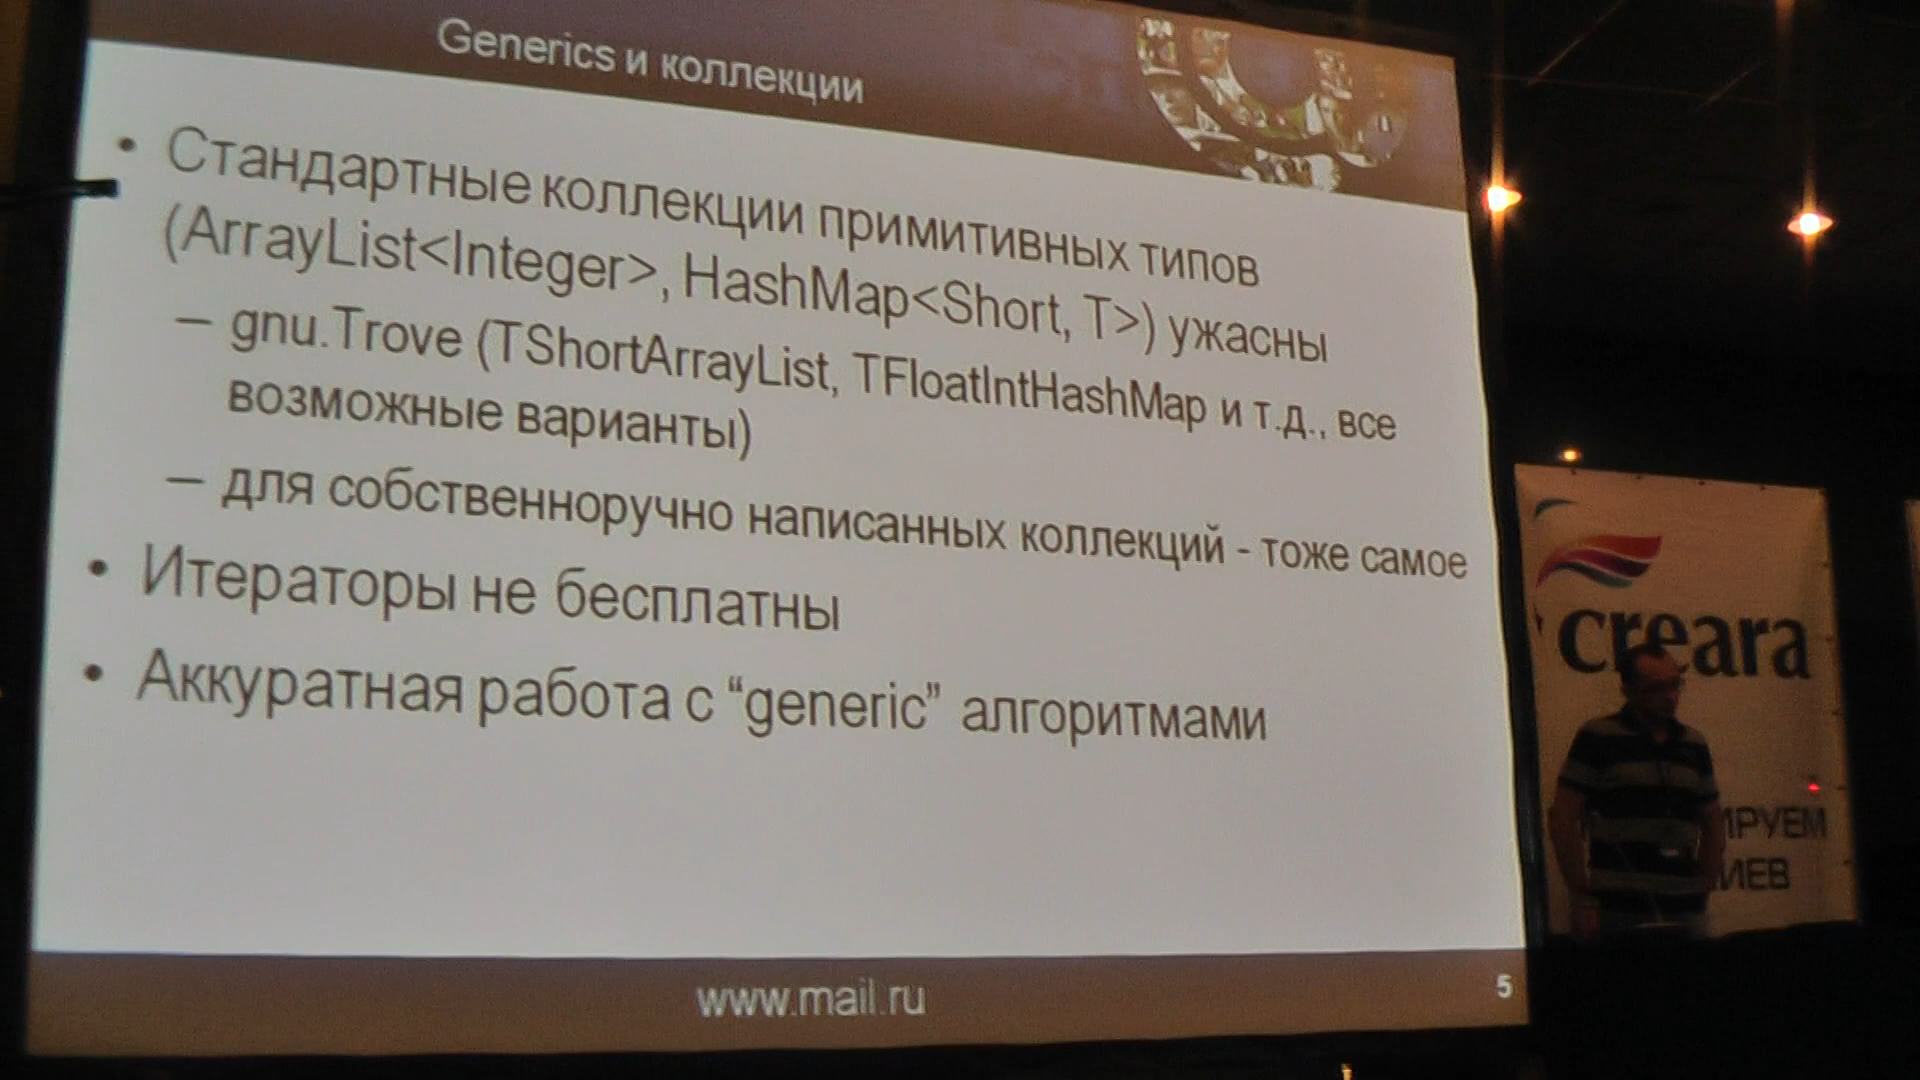 Generics и коллекции
• Стандартные коллекции примитивных типов
(ArrayList<Integer>, HashMap<Short, T>) ужасны
– gnu.Trove (TShortArrayList, TFloatIntHashMap и т.д., все
возможные варианты)
– для собственноручно написанных коллекций - тоже самое
• Итераторы не бесплатны
• Аккуратная работа с “generic” алгоритмами
www.mail.ru
5
creara